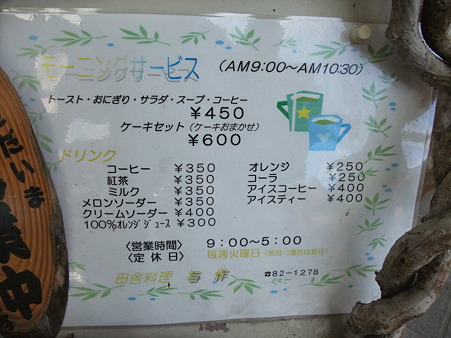 モーニングサービス (AM9:00～AM10:30)
トースト・おにぎり・サラダ・スープ・コーヒー
¥450
ケーキセット (ケーキおまかせ)
¥600
ドリンク
コーヒー ¥350 オレンジ ¥250
紅茶 ¥350 コーラ ¥250
ミルク ¥350 アイスコーヒー ¥400
メロンソーダー ¥350 アイスティー ¥400
クリームソーダー ¥400
100%オレンジジュース ¥300
〈営業時間〉 9:00～5:00
〈定休日〉 毎週火曜日
田舎料理 与作 ☎82-1278
だいま
業中